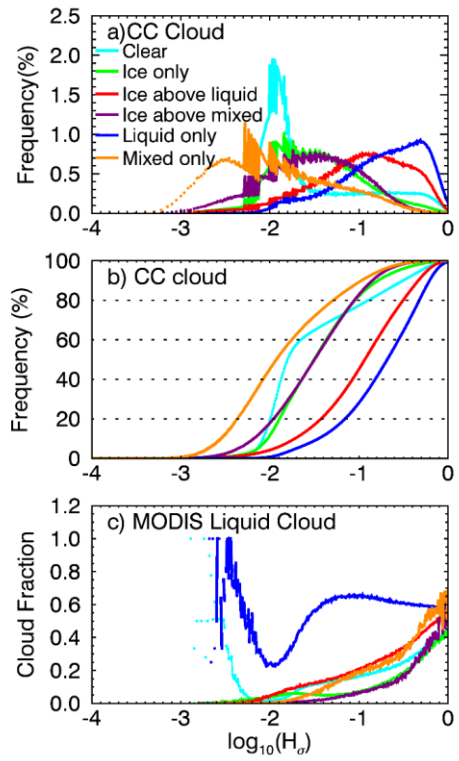 2.5
a)CC Cloud
2.0
Clear
Ice only
1.5
Ice above liquid
1.0
Ice above mixed
Liquid only
0.5
Mixed only
0.0
Frequency(%)
-4 -3 -2 -1 0
100
b) CC cloud
80
60
40
20
0
Frequency (%)
-4 -3 -2 -1 0
1.2
c) MODIS Liquid Cloud
1.0
0.8
0.6
0.4
0.2
0.0
Cloud Fraction
-4 -3 -2 -1 0
log₁₀(Hσ)